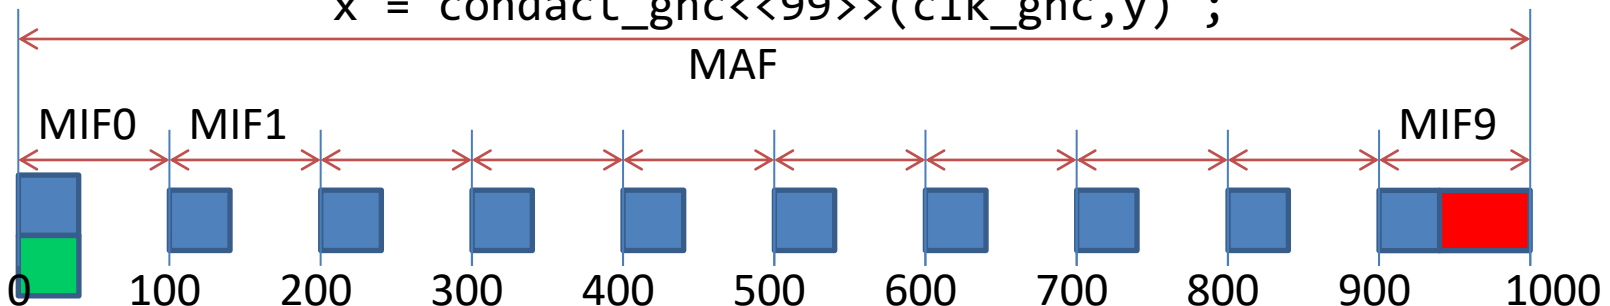 x = condact_gnc<<99>>(clk_gnc,y) ;
MAF
MIF0 MIF1 MIF9
0 100 200 300 400 500 600 700 800 900 1000